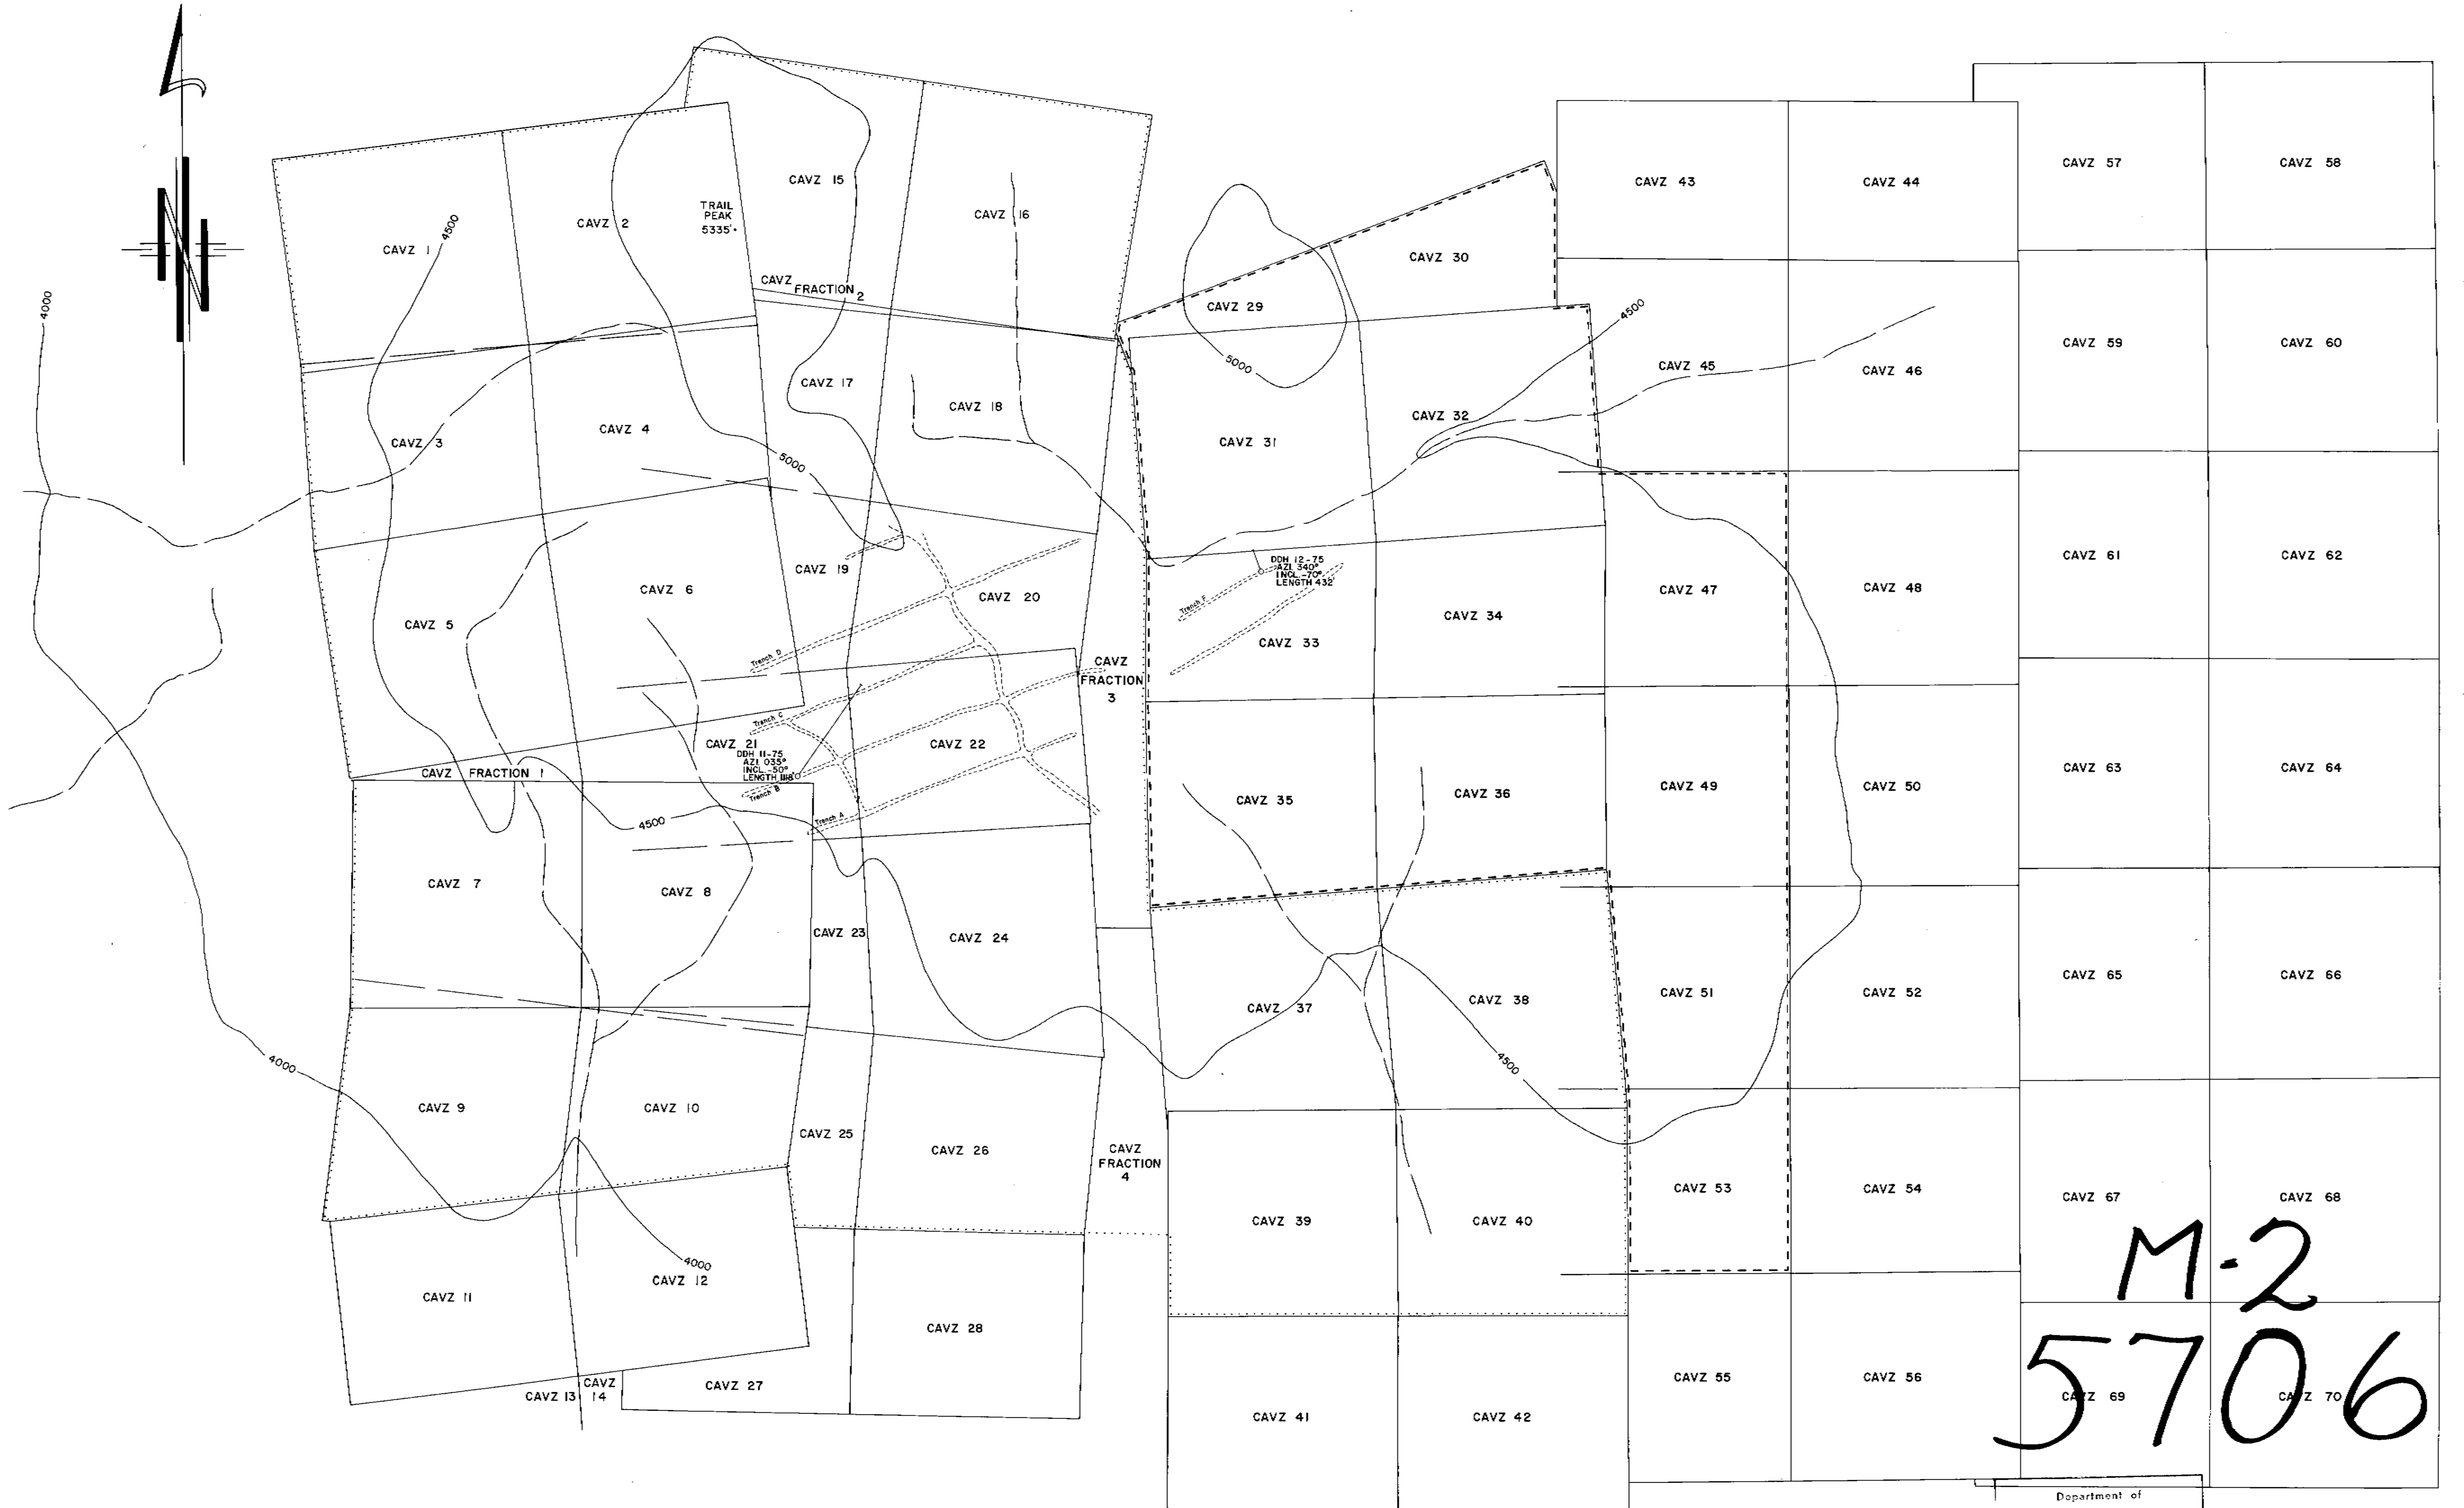 N
CAVZ 57
CAVZ 58
CAVZ 15
CAVZ 43
CAVZ 44
TRAIL
PEAK
5335'
CAVZ 16
CAVZ 2
CAVZ 1
4500
CAVZ 30
CAVZ
FRACTION 2
CAVZ 29
4000
4500
CAVZ 59
CAVZ 60
5000
CAVZ 45
CAVZ 46
CAVZ 17
CAVZ 18
CAVZ 32
CAVZ 3
CAVZ 4
CAVZ 31
5000
CAVZ 61
CAVZ 62
CAVZ 19
DDH 12-75
AZI. 340°
INCL.-70°
LENGTH 432'
CAVZ 6
CAVZ 20
Trench F
CAVZ 47
CAVZ 48
CAVZ 5
CAVZ 34
CAVZ 33
Trench D
CAVZ
FRACTION
3
Trench C
CAVZ 21
CAVZ 22
DDH 11-75
AZI. 035°
INCL.-50°
LENGTH 1118'
CAVZ FRACTION 1
CAVZ 63
CAVZ 64
Trench B
CAVZ 35
CAVZ 36
CAVZ 49
CAVZ 50
4500
Trench A
CAVZ 7
CAVZ 8
CAVZ 23
CAVZ 24
CAVZ 65
CAVZ 66
CAVZ 37
CAVZ 38
CAVZ 51
CAVZ 52
4000
4500
CAVZ 9
CAVZ 10
CAVZ 25
CAVZ 26
CAVZ
FRACTION
4
CAVZ 53
CAVZ 54
CAVZ 67
CAVZ 68
CAVZ 39
CAVZ 40
M-2
4000
CAVZ 12
CAVZ 11
CAVZ 28
CAVZ 27
CAVZ 13
CAVZ
14
CAVZ 55
CAVZ 56
CAVZ 69
CAVZ 70
5706
CAVZ 41
CAVZ 42
Department of